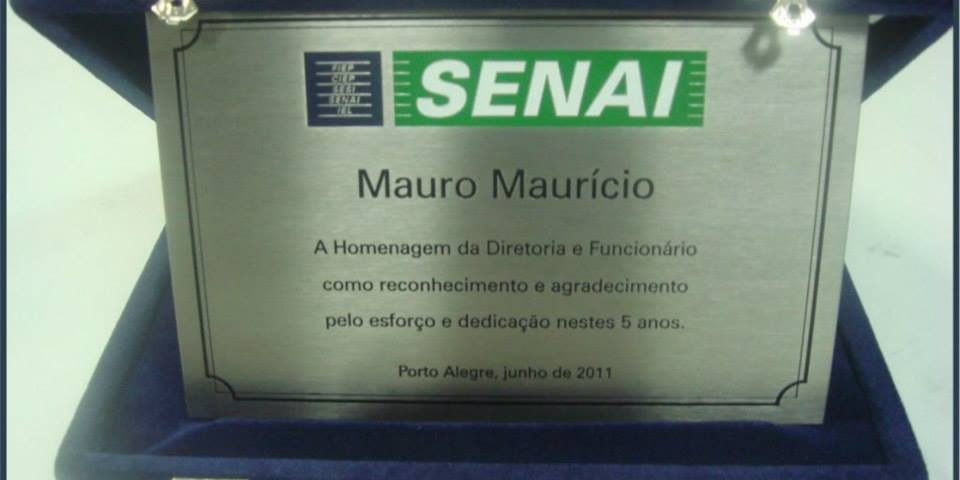 FIEP
CIEP
SESI
SENAI
IEL
SENAI
Mauro Maurício
A Homenagem da Diretoria e Funcionário
como reconhecimento e agradecimento
pelo esforço e dedicação nestes 5 anos.
Porto Alegre, junho de 2011